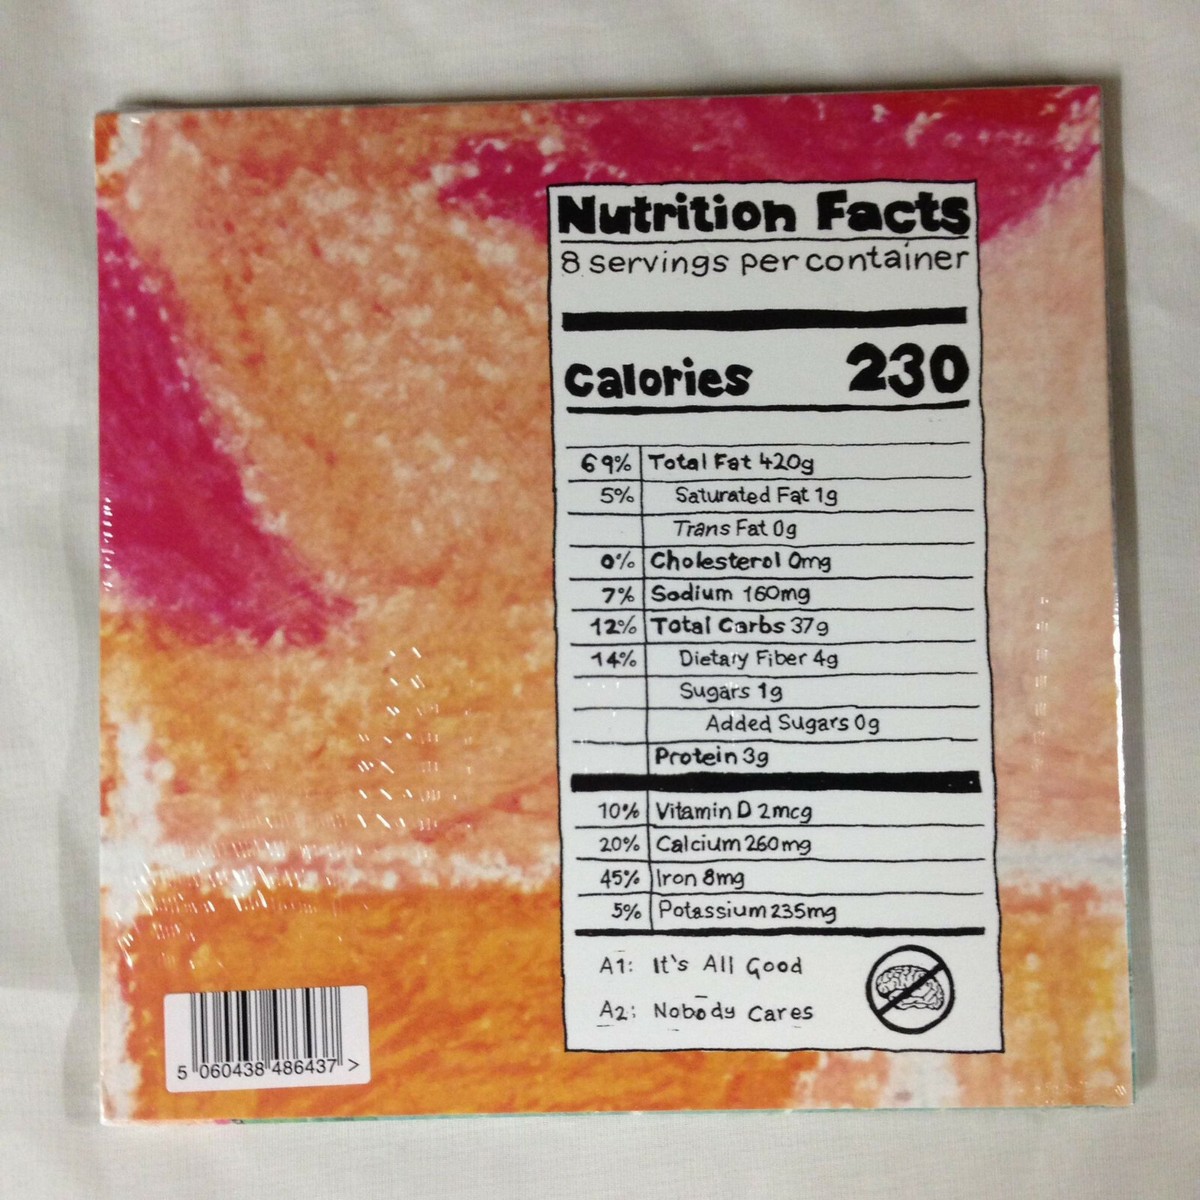 Nutrition Facts
8 servings per container
Calories 230
69% Total Fat 420g
5% Saturated Fat 1g
Trans Fat 0g
0% Cholesterol 0mg
7% Sodium 160mg
12% Total Carbs 37g
14% Dietary Fiber 4g
Sugars 1g
Added Sugars 0g
Protein 3g
10% Vitamin D 2mcg
20% Calcium 260mg
45% Iron 8mg
5% Potassium 235mg
A1: It's All Good
A2: Nobody Cares
5 060438 486437 >